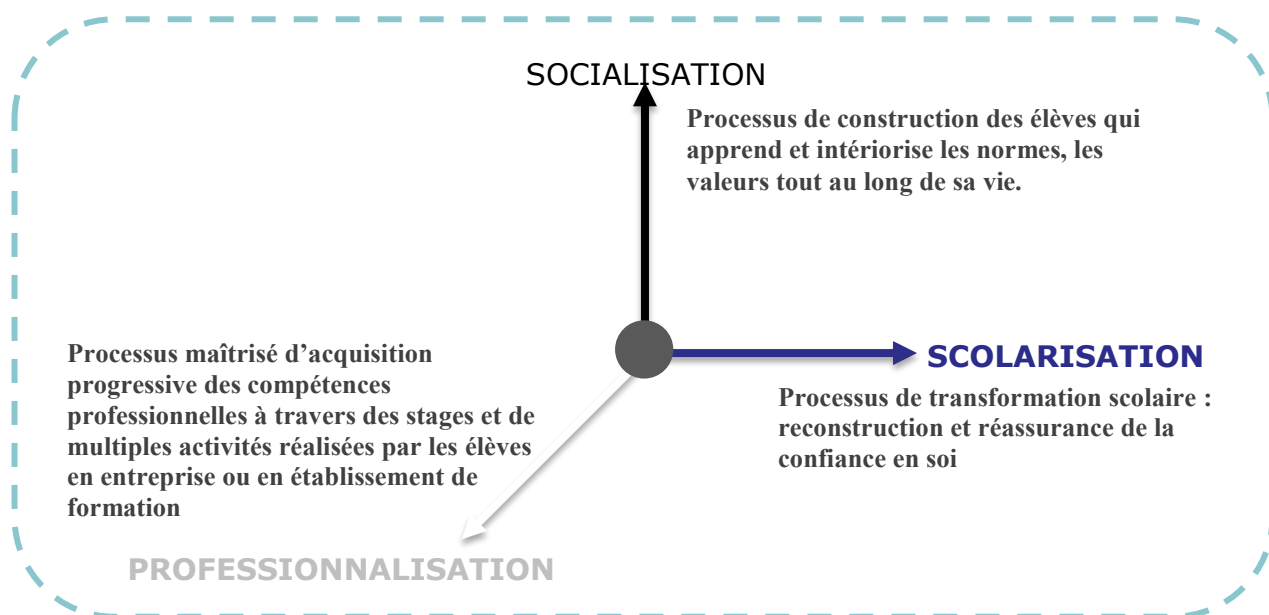 SOCIALISATION
Processus de construction des élèves qui
apprend et intériorise les normes, les
valeurs tout au long de sa vie.
SCOLARISATION
Processus de transformation scolaire :
reconstruction et réassurance de la
confiance en soi
Processus maîtrisé d’acquisition
progressive des compétences
professionnelles à travers des stages et de
multiples activités réalisées par les élèves
en entreprise ou en établissement de
formation
PROFESSIONNALISATION